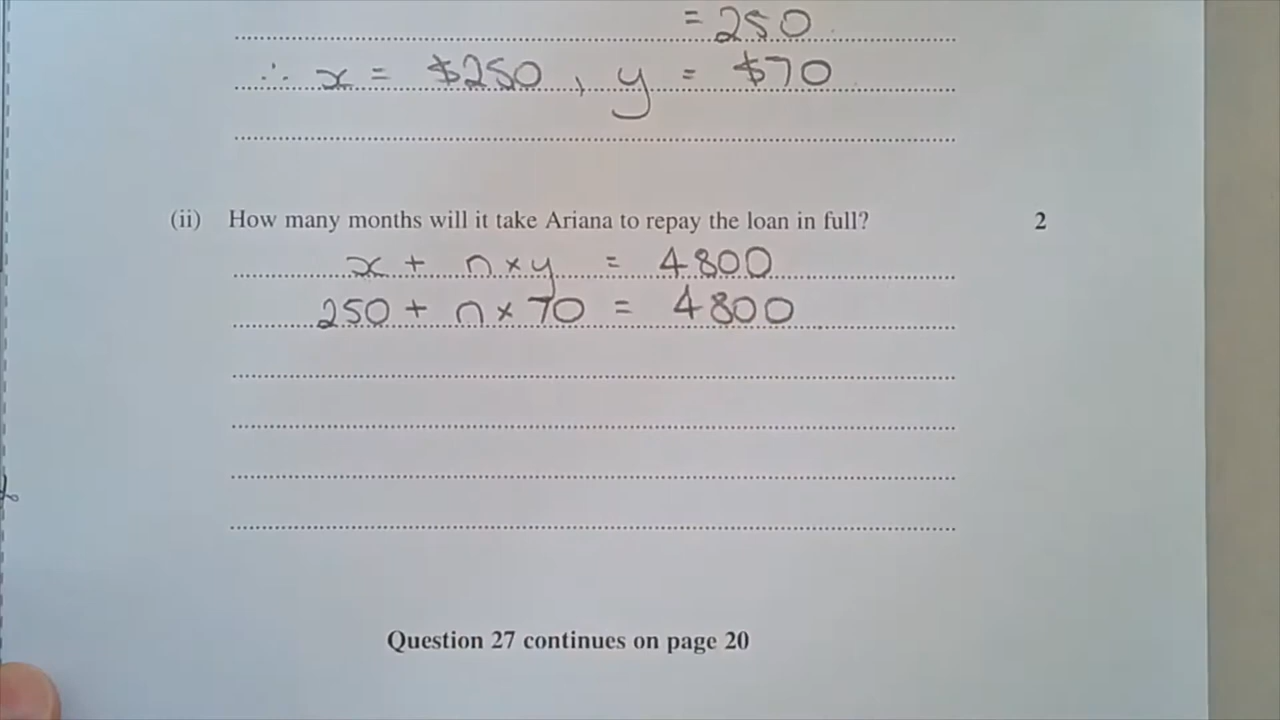 = 250
∴ x = $250 , y = $70
(ii) How many months will it take Ariana to repay the loan in full? 2
x + n × y = 4800
250 + n × 70 = 4800
Question 27 continues on page 20